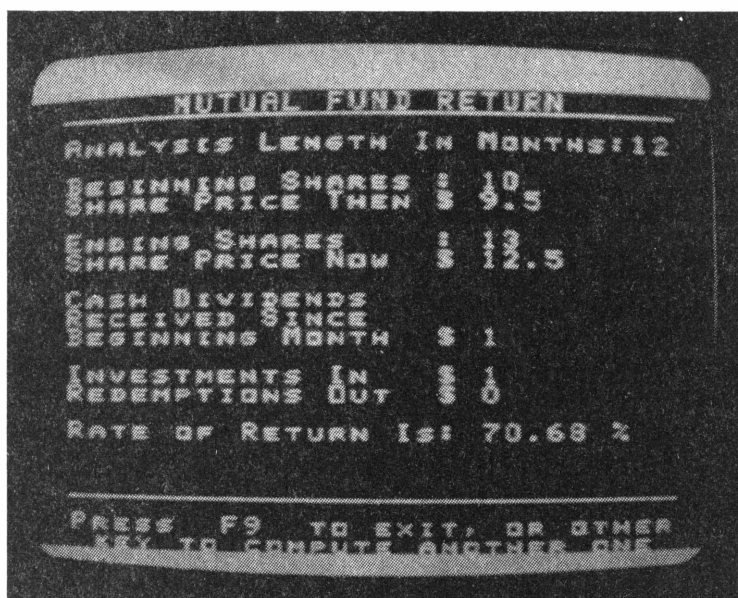 MUTUAL FUND RETURN
ANALYSIS LENGTH IN MONTHS:12
BEGINNING SHARES : 10
SHARE PRICE THEN $ 9.5
ENDING SHARES : 13
SHARE PRICE NOW $ 12.5
CASH DIVIDENDS
RECEIVED SINCE
BEGINNING MONTH $ 1
INVESTMENTS IN $ 1
REDEMPTIONS OUT $ 0
RATE OF RETURN IS: 70.68 %
PRESS F9 TO EXIT, OR OTHER
KEY TO COMPUTE ANOTHER ONE